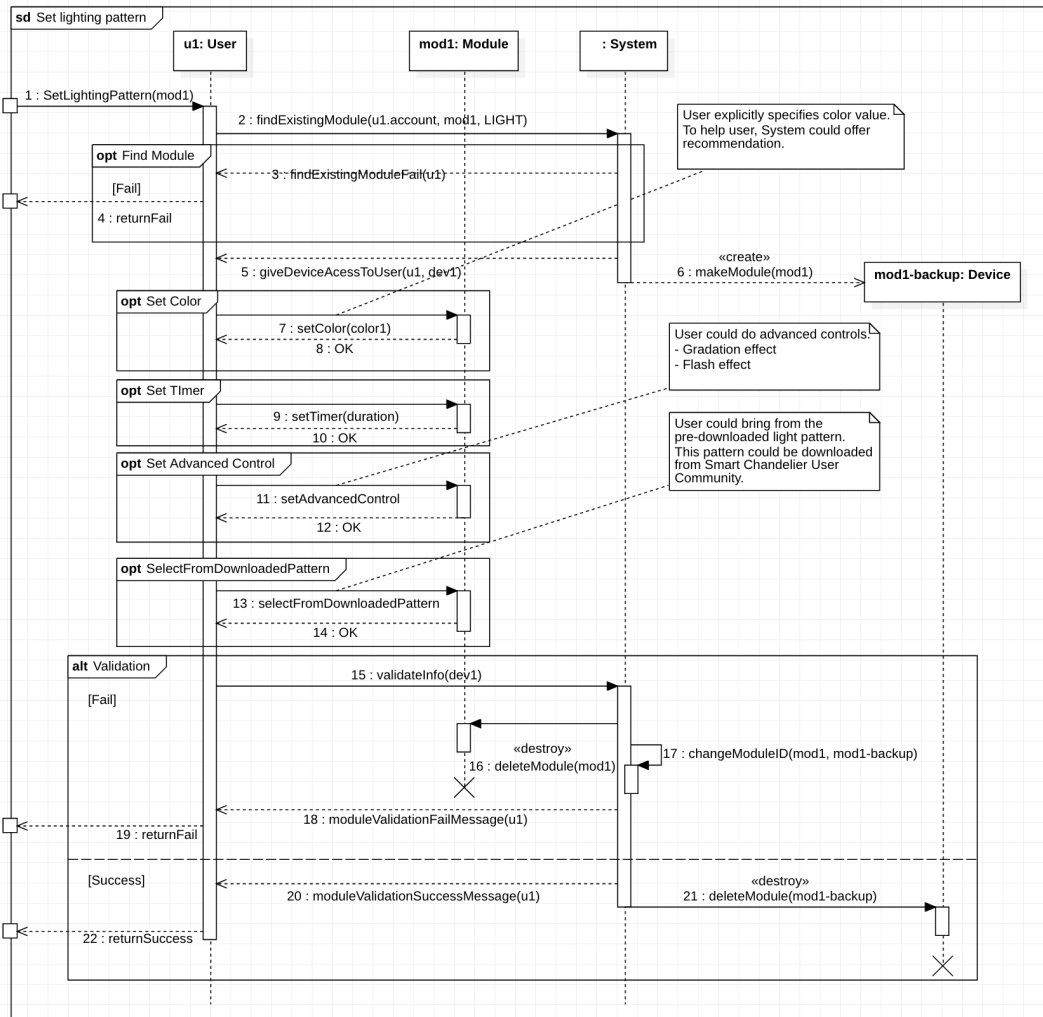 sd Set lighting pattern
u1: User
mod1: Module
: System
1 : SetLightingPattern(mod1)
User explicitly specifies color value.
To help user, System could offer
recommendation.
2 : findExistingModule(u1.account, mod1, LIGHT)
opt Find Module
3 : findExistingModuleFail(u1)
[Fail]
4 : returnFail
«create»
5 : giveDeviceAcessToUser(u1, dev1)
6 : makeModule(mod1)
mod1-backup: Device
opt Set Color
7 : setColor(color1)
8 : OK
User could do advanced controls.
- Gradation effect
- Flash effect
opt Set TImer
9 : setTimer(duration)
10 : OK
User could bring from the
pre-downloaded light pattern.
This pattern could be downloaded
from Smart Chandelier User
Community.
opt Set Advanced Control
11 : setAdvancedControl
12 : OK
opt SelectFromDownloadedPattern
13 : selectFromDownloadedPattern
14 : OK
alt Validation
15 : validateInfo(dev1)
[Fail]
«destroy»
16 : deleteModule(mod1)
17 : changeModuleID(mod1, mod1-backup)
18 : moduleValidationFailMessage(u1)
19 : returnFail
[Success]
«destroy»
20 : moduleValidationSuccessMessage(u1)
21 : deleteModule(mod1-backup)
22 : returnSuccess